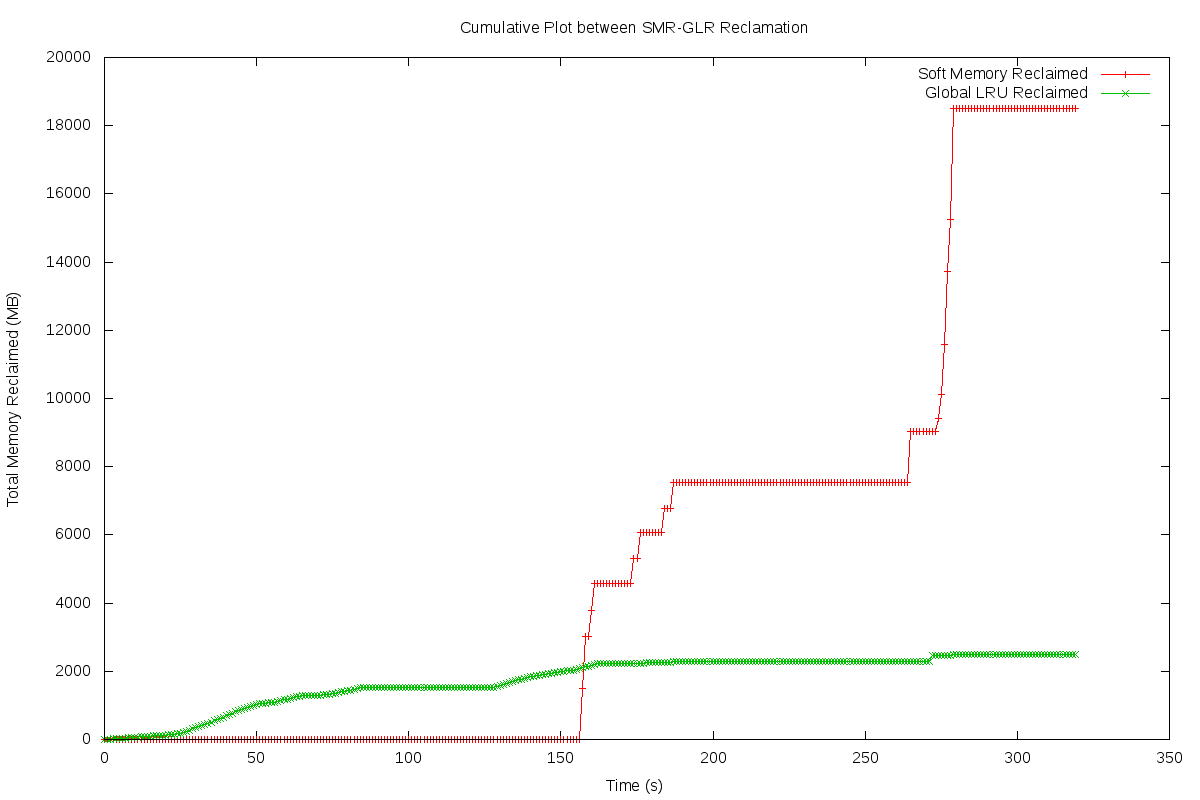 Cumulative Plot between SMR-GLR Reclamation
Soft Memory Reclaimed
Global LRU Reclaimed
Total Memory Reclaimed (MB)
20000
18000
16000
14000
12000
10000
8000
6000
4000
2000
0
0 50 100 150 200 250 300 350
Time (s)